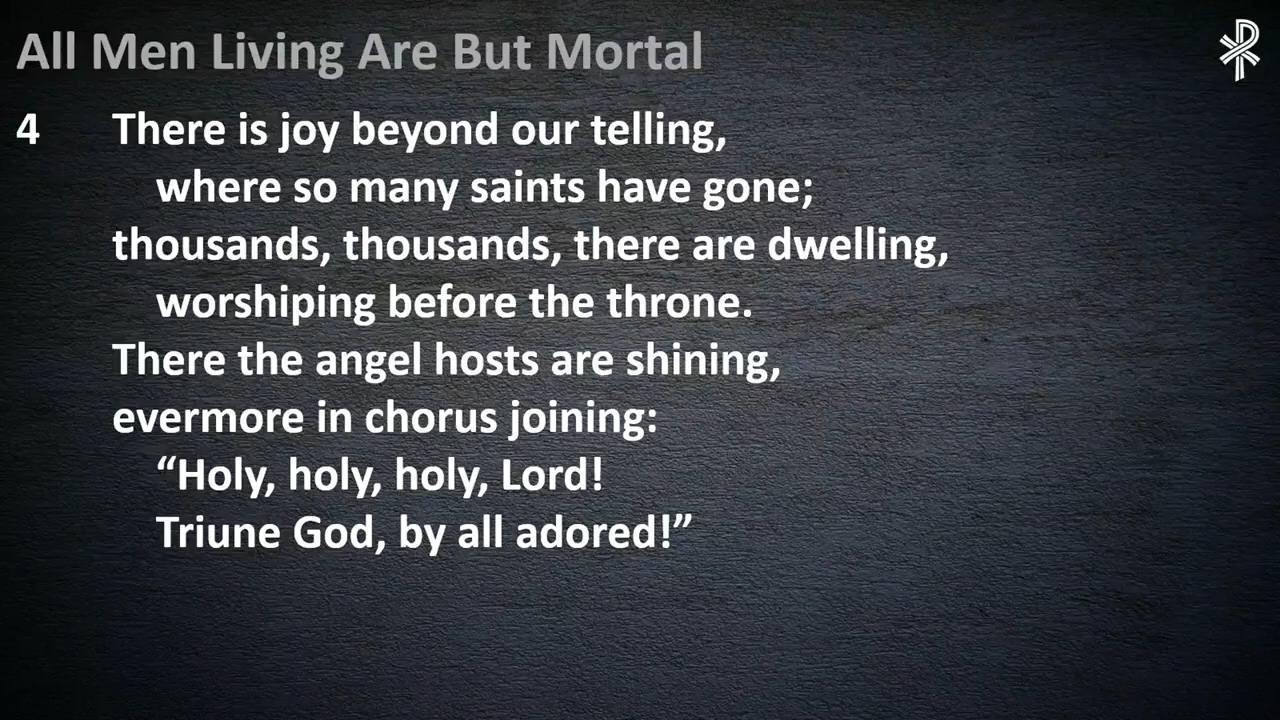 All Men Living Are But Mortal
4 There is joy beyond our telling,
where so many saints have gone;
thousands, thousands, there are dwelling,
worshiping before the throne.
There the angel hosts are shining,
evermore in chorus joining:
“Holy, holy, holy, Lord!
Triune God, by all adored!”